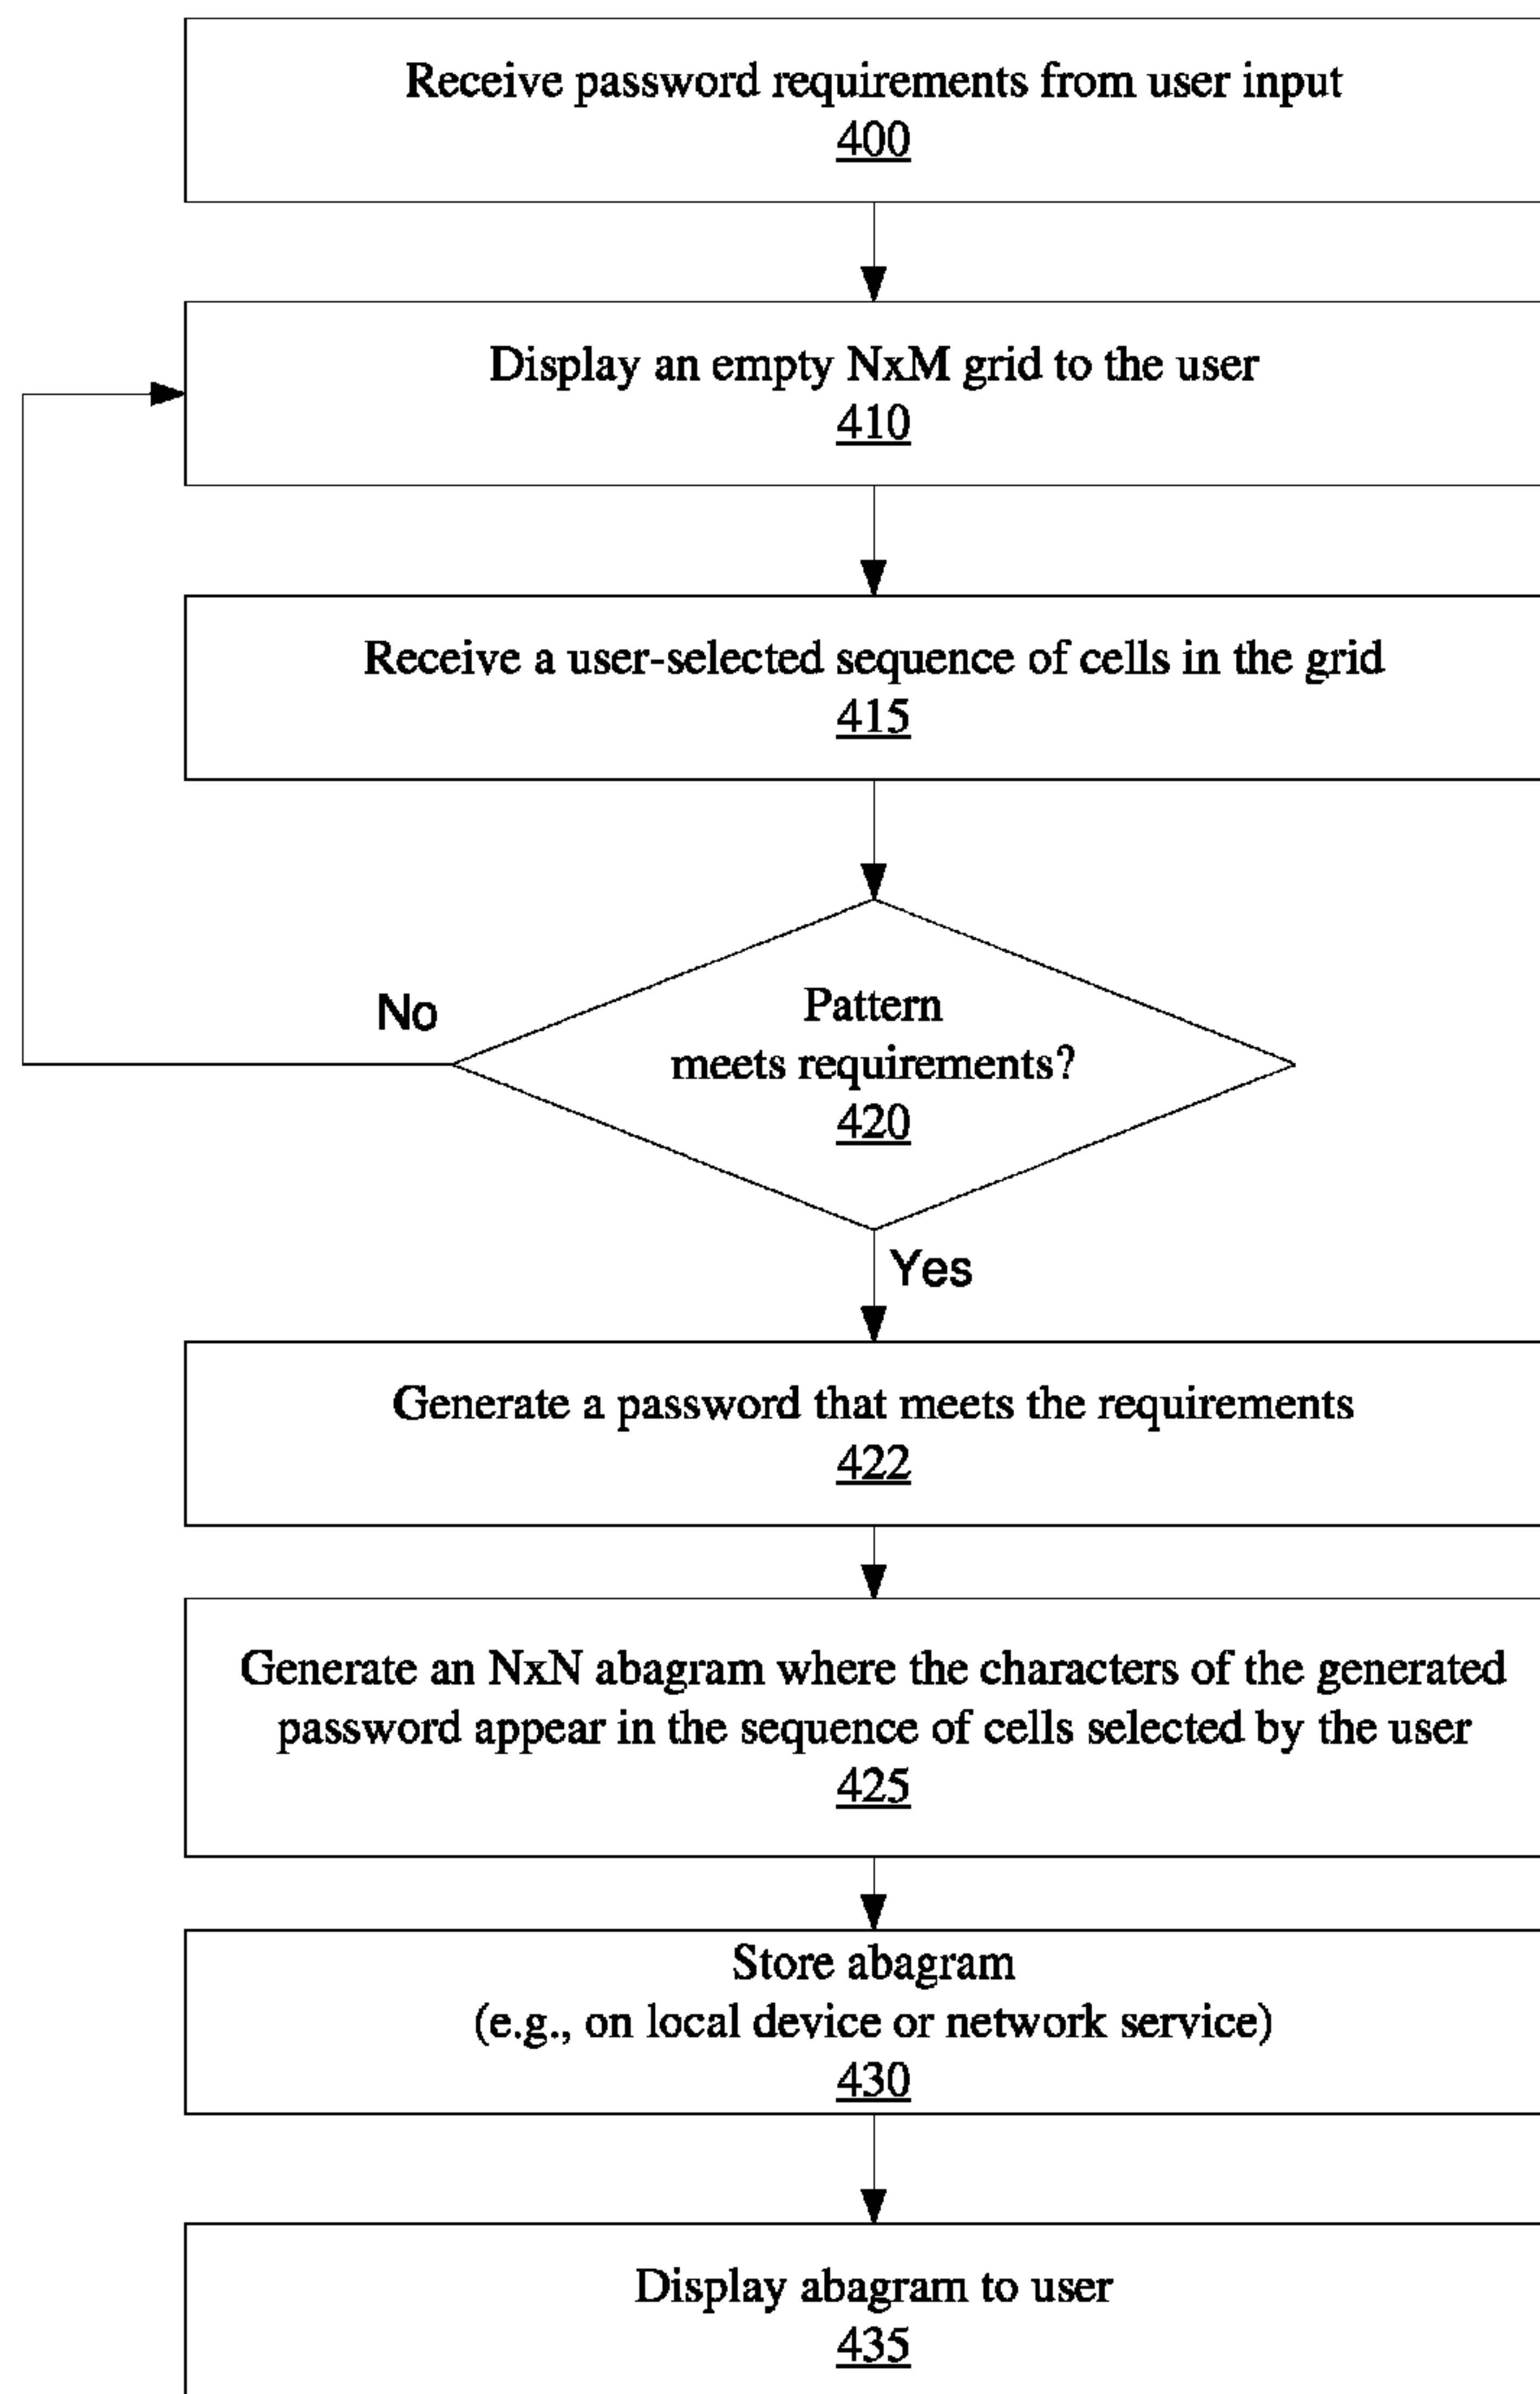 Receive password requirements from user input
400
Display an empty NxM grid to the user
410
Receive a user-selected sequence of cells in the grid
415
Pattern
meets requirements?
420
No
Yes
Generate a password that meets the requirements
422
Generate an NxN abagram where the characters of the generated
password appear in the sequence of cells selected by the user
425
Store abagram
(e.g., on local device or network service)
430
Display abagram to user
435